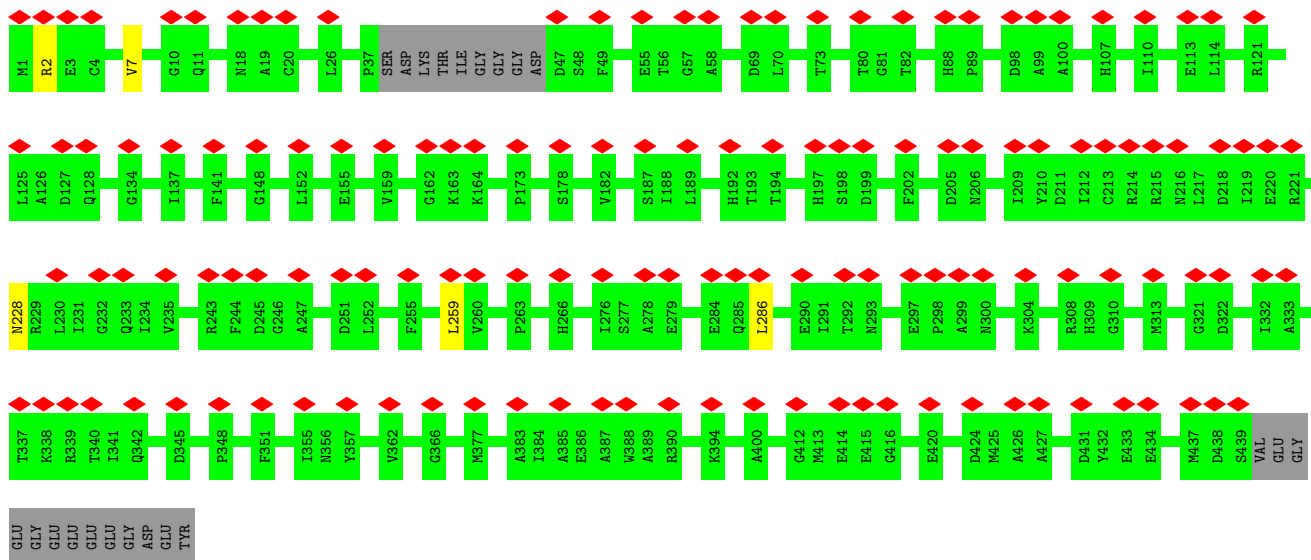 M1 R2 E3 C4 V7 G10 Q11 N18 A19 C20 L26 P37 SER ASP LYS THR ILE GLY GLY GLY ASP D47 S48 F49 E55 T56 G57 A58 D69 L70 T73 T80 G81 T82 H88 P89 D98 A99 A100 H107 I110 E113 L114 R121
L125 A126 D127 Q128 G134 I137 F141 G148 L152 E155 V159 G162 K163 K164 P173 S178 V182 S187 I188 L189 H192 T193 T194 H197 S198 D199 F202 D205 N206 I209 Y210 D211 I212 C213 R214 R215 N216 L217 D218 I219 E220 R221
N228 R229 L230 I231 G232 Q233 I234 V235 R243 F244 D245 G246 A247 D251 L252 F255 L259 V260 P263 H266 I276 S277 A278 E279 E284 Q285 L286 E290 I291 T292 N293 E297 P298 A299 N300 K304 R308 H309 G310 M313 G321 D322 I332 A333
T337 K338 R339 T340 I341 Q342 D345 P348 F351 I355 N356 Y357 V362 G366 M377 A383 I384 A385 E386 A387 W388 A389 R390 K394 A400 G412 M413 E414 E415 G416 E420 D424 M425 A426 A427 D431 Y432 E433 E434 M437 D438 S439 VAL GLU GLY
GLU GLY GLU GLU GLU GLU GLY ASP GLU TYR